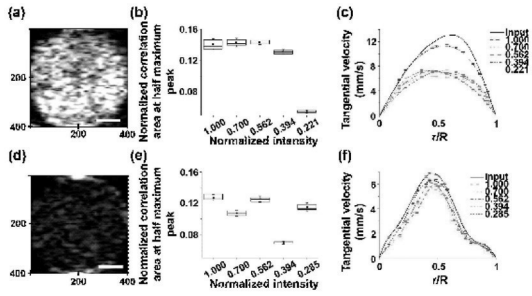 (a)
0
200
400
0 200 400
(b)
Normalized correlation
area at half maximum
peak
0.16
0.12
0.08
1.000 0.700 0.562 0.394 0.221
Normalized intensity
(c)
Tangential velocity
(mm/s)
12
8
4
0
0 0.5 1
r/R
Input
1.000
0.700
0.562
0.394
0.221
(d)
0
200
400
0 200 400
(e)
Normalized correlation
area at half maximum
peak
0.16
0.12
0.08
1.000 0.700 0.562 0.394 0.285
Normalized intensity
(f)
Tangential velocity
(mm/s)
6
4
2
0
0 0.5 1
r/R
Input
1.000
0.700
0.562
0.394
0.285